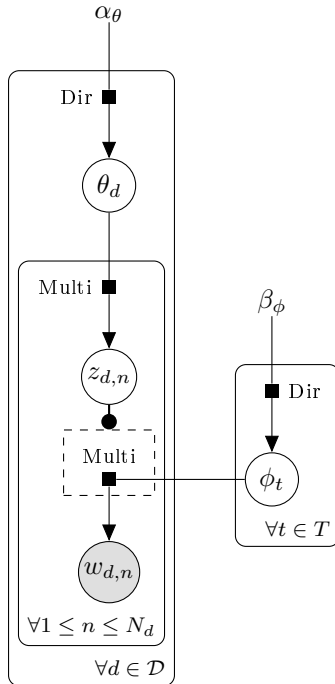 α_θ
Dir
θ_d
Multi
β_ϕ
z_{d,n}
Dir
Multi
ϕ_t
∀t ∈ T
w_{d,n}
∀1 ≤ n ≤ N_d
∀d ∈ 𝒟